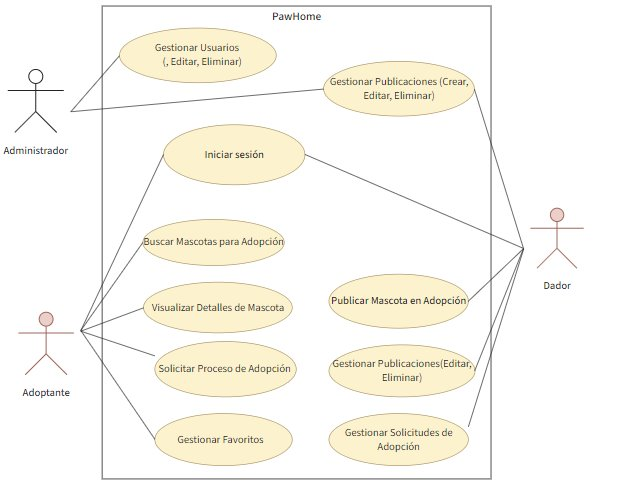 PawHome
Gestionar Usuarios
(, Editar, Eliminar)
Gestionar Publicaciones (Crear,
Editar, Eliminar)
Administrador
Iniciar sesión
Buscar Mascotas para Adopción
Dador
Visualizar Detalles de Mascota
Publicar Mascota en Adopción
Solicitar Proceso de Adopción
Gestionar Publicaciones(Editar,
Eliminar)
Adoptante
Gestionar Favoritos
Gestionar Solicitudes de
Adopción